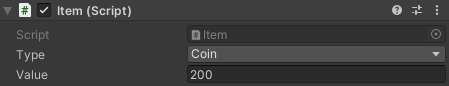 Item (Script)
Script Item
Type Coin
Value 200